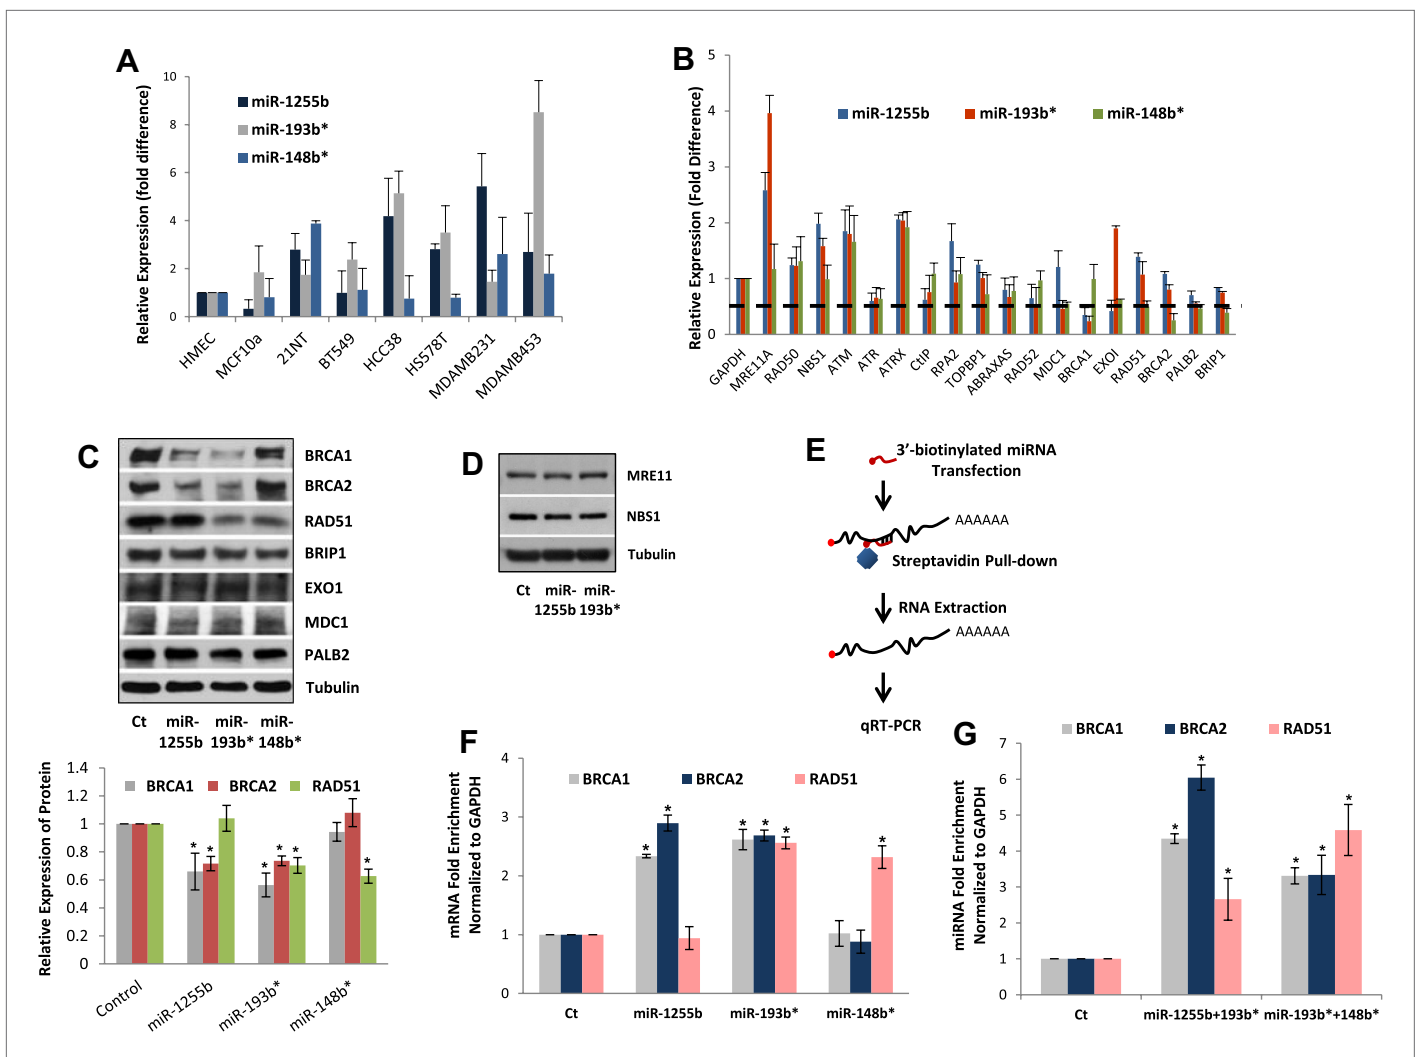 A
Relative Expression (fold difference)
10
8
6
4
2
0
miR-1255b
miR-193b*
miR-148b*
HMEC
MCF10a
21NT
BT549
HCC38
HS578T
MDAMB231
MDAMB453
B
Relative Expression (Fold Difference)
5
4
3
2
1
0
miR-1255b
miR-193b*
miR-148b*
GAPDH
MRE11A
RAD50
NBS1
ATM
ATR
ATRX
CtIP
RPA2
TOPBP1
ABRAXAS
RAD52
MDC1
BRCA1
EXOI
RAD51
BRCA2
PALB2
BRIP1
C
BRCA1
BRCA2
RAD51
BRIP1
EXO1
MDC1
PALB2
Tubulin
Ct miR- miR- miR-
1255b 193b* 148b*
Relative Expression of Protein
1.4
1.2
1
0.8
0.6
0.4
0.2
0
BRCA1
BRCA2
RAD51
* * * * * *
Control
miR-1255b
miR-193b*
miR-148b*
D
MRE11
NBS1
Tubulin
Ct miR- miR-
1255b 193b*
E
3′-biotinylated miRNA
Transfection
AAAAAA
Streptavidin Pull-down
RNA Extraction
AAAAAA
qRT-PCR
F
mRNA Fold Enrichment
Normalized to GAPDH
4
3
2
1
0
BRCA1
BRCA2
RAD51
* * * * * *
Ct
miR-1255b
miR-193b*
miR-148b*
G
miRNA Fold Enrichment
Normalized to GAPDH
7
6
5
4
3
2
1
0
BRCA1
BRCA2
RAD51
* * * * * *
Ct
miR-1255b+193b*
miR-193b*+148b*